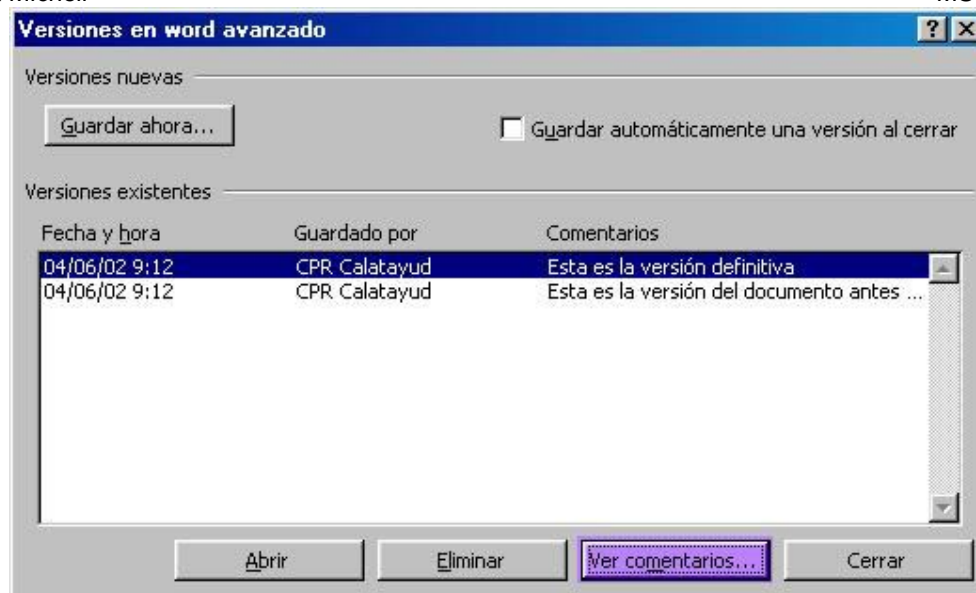 Versiones en word avanzado
Versiones nuevas
Guardar ahora...
Guardar automáticamente una versión al cerrar
Versiones existentes
Fecha y hora Guardado por Comentarios
04/06/02 9:12 CPR Calatayud Esta es la versión definitiva
04/06/02 9:12 CPR Calatayud Esta es la versión del documento antes ...
Abrir Eliminar Ver comentarios... Cerrar